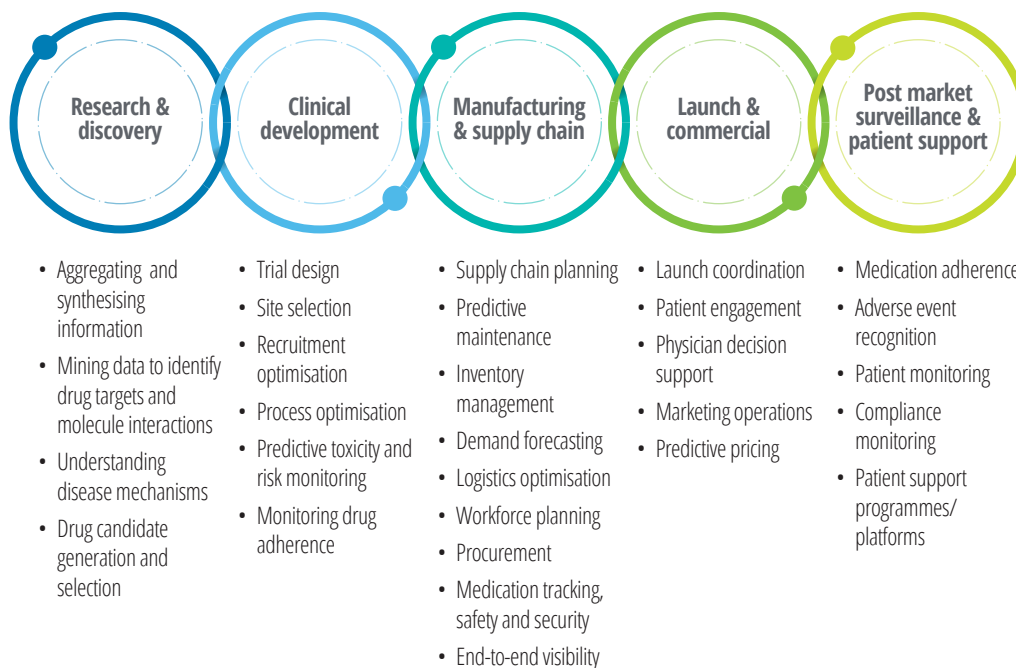 Research &
discovery
Clinical
development
Manufacturing
& supply chain
Launch &
commercial
Post market
surveillance &
patient support
• Aggregating and
synthesising
information
• Mining data to identify
drug targets and
molecule interactions
• Understanding
disease mechanisms
• Drug candidate
generation and
selection
• Trial design
• Site selection
• Recruitment
optimisation
• Process optimisation
• Predictive toxicity and
risk monitoring
• Monitoring drug
adherence
• Supply chain planning
• Predictive
maintenance
• Inventory
management
• Demand forecasting
• Logistics optimisation
• Workforce planning
• Procurement
• Medication tracking,
safety and security
• End-to-end visibility
• Launch coordination
• Patient engagement
• Physician decision
support
• Marketing operations
• Predictive pricing
• Medication adherence
• Adverse event
recognition
• Patient monitoring
• Compliance
monitoring
• Patient support
programmes/
platforms